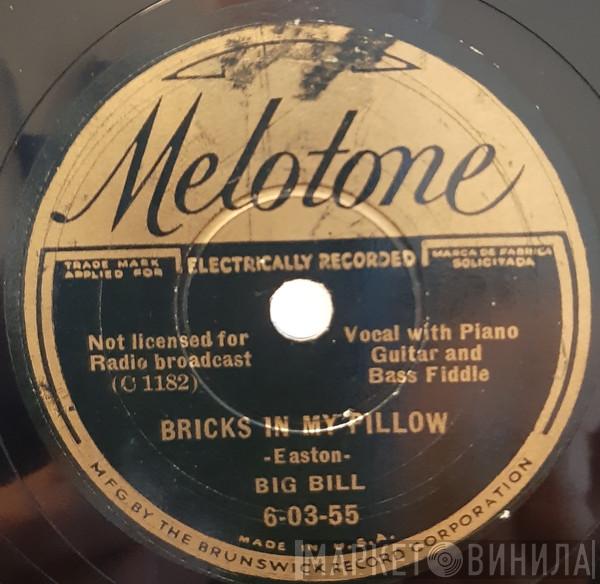 Melotone
TRADE MARK
APPLIED FOR
ELECTRICALLY RECORDED
MARCA DE FABRICA
SOLICITADA
Not licensed for
Radio broadcast
(C 1182)
Vocal with Piano
Guitar and
Bass Fiddle
BRICKS IN MY PILLOW
-Easton-
BIG BILL
6-03-55
MADE IN U.S.A.
MFG. BY THE BRUNSWICK RECORD CORPORATION
МАРКЕТ ВИНИЛА